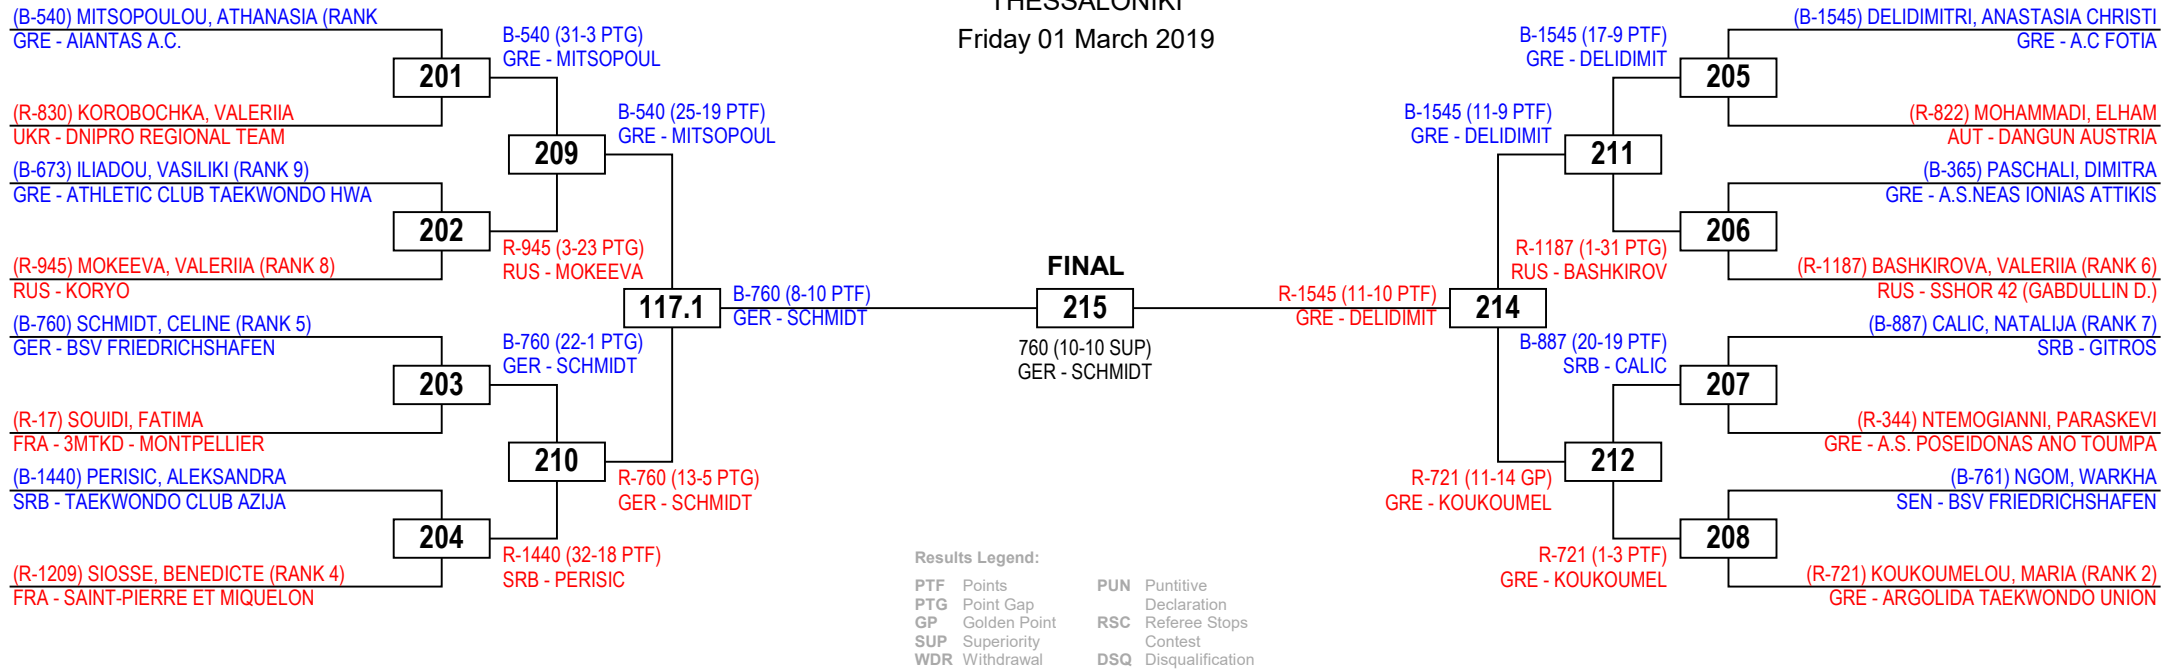 THESSALONIKI
Friday 01 March 2019
(B-540) MITSOPOULOU, ATHANASIA (RANK
GRE - AIANTAS A.C.
201
(R-830) KOROBOCHKA, VALERIIA
UKR - DNIPRO REGIONAL TEAM
(B-673) ILIADOU, VASILIKI (RANK 9)
GRE - ATHLETIC CLUB TAEKWONDO HWA
202
(R-945) MOKEEVA, VALERIIA (RANK 8)
RUS - KORYO
(B-760) SCHMIDT, CELINE (RANK 5)
GER - BSV FRIEDRICHSHAFEN
203
(R-17) SOUIDI, FATIMA
FRA - 3MTKD - MONTPELLIER
(B-1440) PERISIC, ALEKSANDRA
SRB - TAEKWONDO CLUB AZIJA
204
(R-1209) SIOSSE, BENEDICTE (RANK 4)
FRA - SAINT-PIERRE ET MIQUELON
B-540 (31-3 PTG)
GRE - MITSOPOUL
209
R-945 (3-23 PTG)
RUS - MOKEEVA
B-760 (22-1 PTG)
GER - SCHMIDT
210
R-1440 (32-18 PTF)
SRB - PERISIC
B-540 (25-19 PTF)
GRE - MITSOPOUL
117.1
R-760 (13-5 PTG)
GER - SCHMIDT
B-760 (8-10 PTF)
GER - SCHMIDT
FINAL
215
760 (10-10 SUP)
GER - SCHMIDT
R-1545 (11-10 PTF)
GRE - DELIDIMIT
214
B-1545 (11-9 PTF)
GRE - DELIDIMIT
R-721 (11-14 GP)
GRE - KOUKOUMEL
B-1545 (17-9 PTF)
GRE - DELIDIMIT
211
R-1187 (1-31 PTG)
RUS - BASHKIROV
B-887 (20-19 PTF)
SRB - CALIC
212
R-721 (1-3 PTF)
GRE - KOUKOUMEL
(B-1545) DELIDIMITRI, ANASTASIA CHRISTI
GRE - A.C FOTIA
205
(R-822) MOHAMMADI, ELHAM
AUT - DANGUN AUSTRIA
(B-365) PASCHALI, DIMITRA
GRE - A.S.NEAS IONIAS ATTIKIS
206
(R-1187) BASHKIROVA, VALERIIA (RANK 6)
RUS - SSHOR 42 (GABDULLIN D.)
(B-887) CALIC, NATALIJA (RANK 7)
SRB - GITROS
207
(R-344) NTEMOGIANNI, PARASKEVI
GRE - A.S. POSEIDONAS ANO TOUMPA
(B-761) NGOM, WARKHA
SEN - BSV FRIEDRICHSHAFEN
208
(R-721) KOUKOUMELOU, MARIA (RANK 2)
GRE - ARGOLIDA TAEKWONDO UNION
Results Legend:
PTF Points
PTG Point Gap
GP Golden Point
SUP Superiority
WDR Withdrawal
PUN Puntitive
Declaration
RSC Referee Stops
Contest
DSQ Disqualification